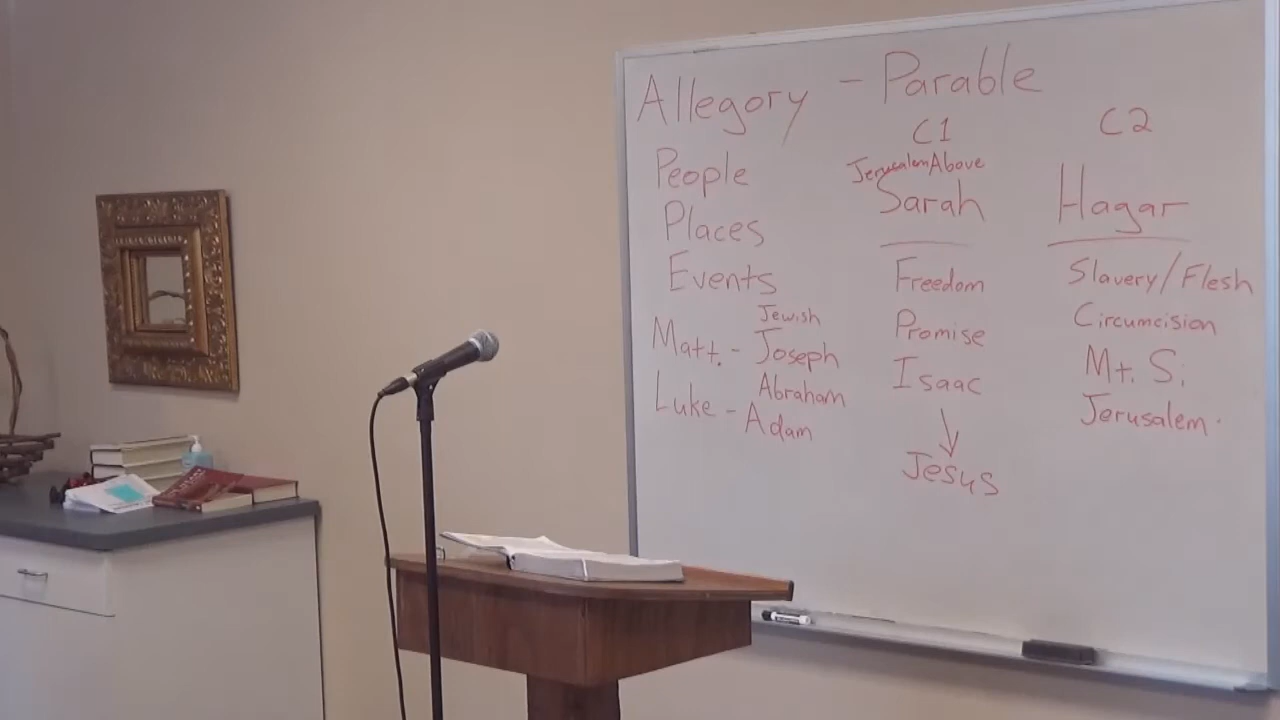 Allegory - Parable
People
Places
Events
Jewish
Matt. - Joseph
Abraham
Luke - Adam
C1
Jerusalem Above
Sarah
Freedom
Promise
Isaac
Jesus
C2
Hagar
Slavery/Flesh
Circumcision
Mt. Si
Jerusalem